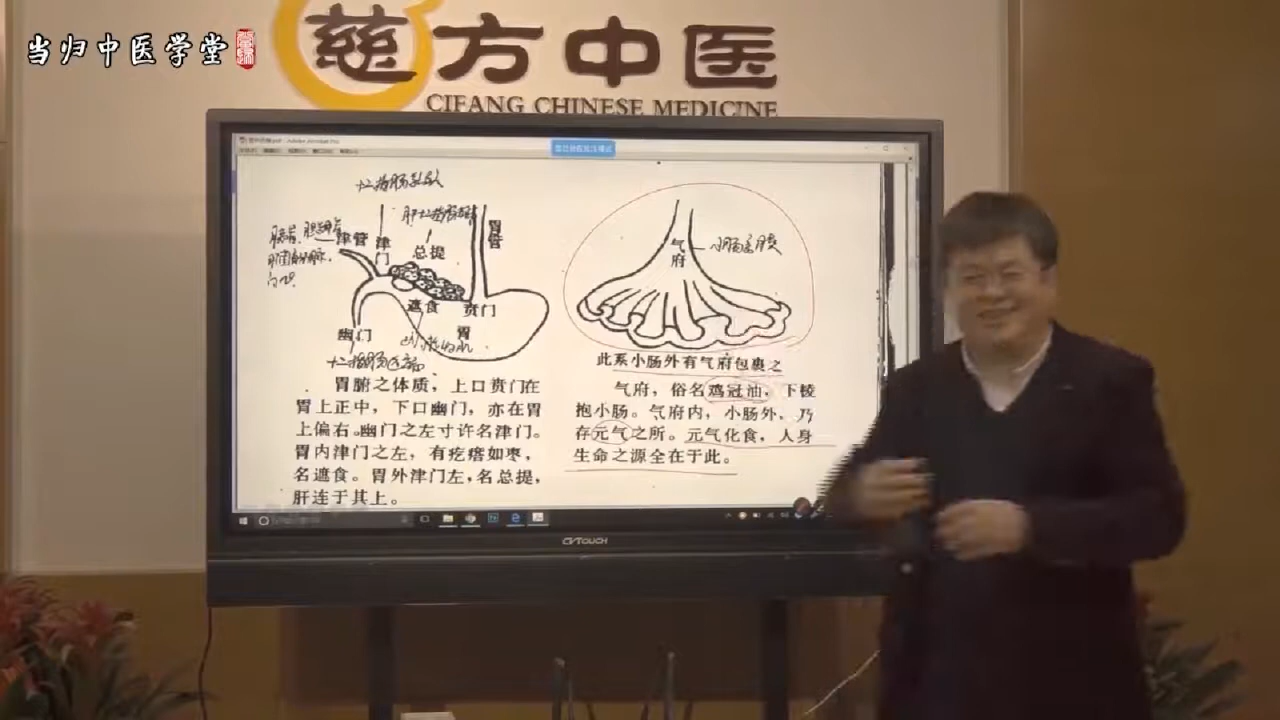 当归中医学堂
慈方中医
CIFANG CHINESE MEDICINE
十二指肠乳头
津管
津门
总提
胃管
遮食
贲门
幽门
胃
气府
此系小肠外有气府包裹之
胃腑之体质，上口贲门在
胃上正中，下口幽门，亦在胃
上偏右。幽门之左寸许名津门。
胃内津门之左，有疙瘩如枣，
名遮食。胃外津门左，名总提，
肝连于其上。
气府，俗名鸡冠油，下棱
抱小肠。气府内，小肠外，乃
存元气之所。元气化食，人身
生命之源全在于此。
CVTOUCH